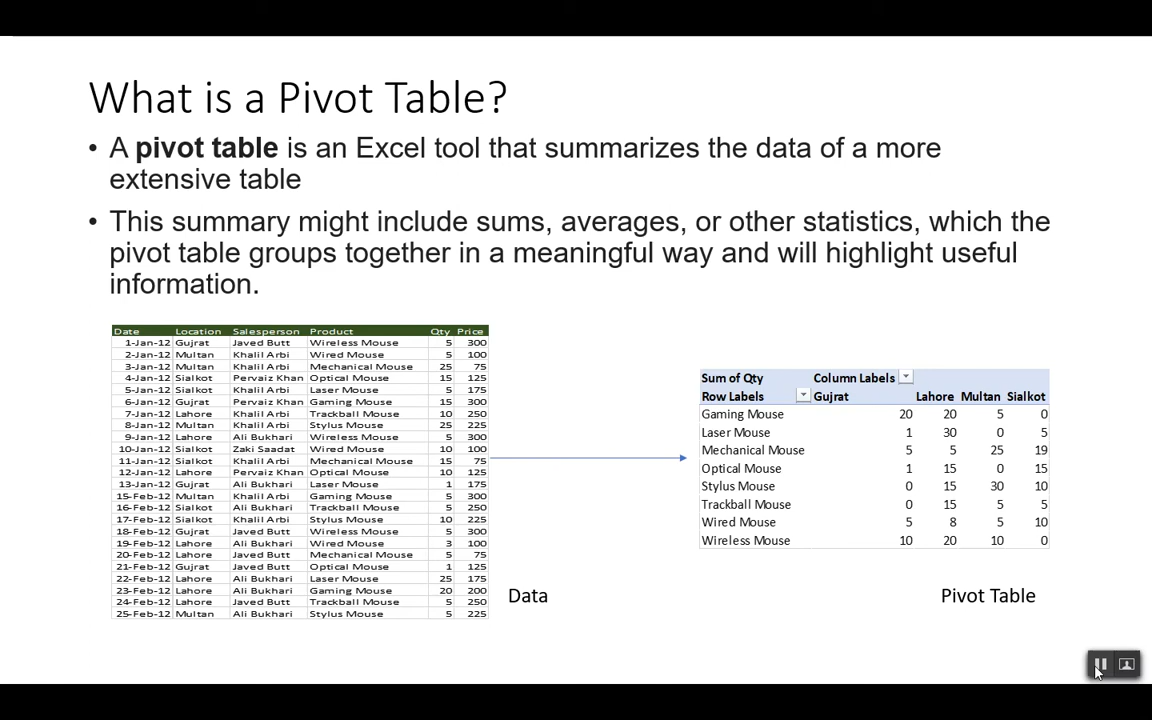 What is a Pivot Table?
• A pivot table is an Excel tool that summarizes the data of a more
extensive table
• This summary might include sums, averages, or other statistics, which the
pivot table groups together in a meaningful way and will highlight useful
information.
Date Location Salesperson Product Qty Price
1-Jan-12 Gujrat Javed Butt Wireless Mouse 5 300
2-Jan-12 Multan Khalil Arbi Wired Mouse 5 100
3-Jan-12 Multan Khalil Arbi Mechanical Mouse 25 75
4-Jan-12 Sialkot Pervaiz Khan Optical Mouse 15 125
5-Jan-12 Sialkot Khalil Arbi Laser Mouse 5 175
6-Jan-12 Gujrat Pervaiz Khan Gaming Mouse 15 300
7-Jan-12 Lahore Khalil Arbi Trackball Mouse 10 250
8-Jan-12 Multan Khalil Arbi Stylus Mouse 25 225
9-Jan-12 Lahore Ali Bukhari Wireless Mouse 5 300
10-Jan-12 Sialkot Zaki Saadat Wired Mouse 10 100
11-Jan-12 Sialkot Khalil Arbi Mechanical Mouse 15 75
12-Jan-12 Lahore Pervaiz Khan Optical Mouse 10 125
13-Jan-12 Gujrat Ali Bukhari Laser Mouse 1 175
15-Feb-12 Multan Khalil Arbi Gaming Mouse 5 300
16-Feb-12 Sialkot Ali Bukhari Trackball Mouse 5 250
17-Feb-12 Sialkot Khalil Arbi Stylus Mouse 10 225
18-Feb-12 Gujrat Javed Butt Wireless Mouse 5 300
19-Feb-12 Lahore Ali Bukhari Wired Mouse 3 100
20-Feb-12 Lahore Javed Butt Mechanical Mouse 5 75
21-Feb-12 Gujrat Javed Butt Optical Mouse 1 125
22-Feb-12 Lahore Ali Bukhari Laser Mouse 25 175
23-Feb-12 Lahore Ali Bukhari Gaming Mouse 20 200
24-Feb-12 Lahore Javed Butt Trackball Mouse 5 250
25-Feb-12 Multan Ali Bukhari Stylus Mouse 5 225
Data
Sum of Qty Column Labels
Row Labels Gujrat Lahore Multan Sialkot
Gaming Mouse 20 20 5 0
Laser Mouse 1 30 0 5
Mechanical Mouse 5 5 25 19
Optical Mouse 1 15 0 15
Stylus Mouse 0 15 30 10
Trackball Mouse 0 15 5 5
Wired Mouse 5 8 5 10
Wireless Mouse 10 20 10 0
Pivot Table